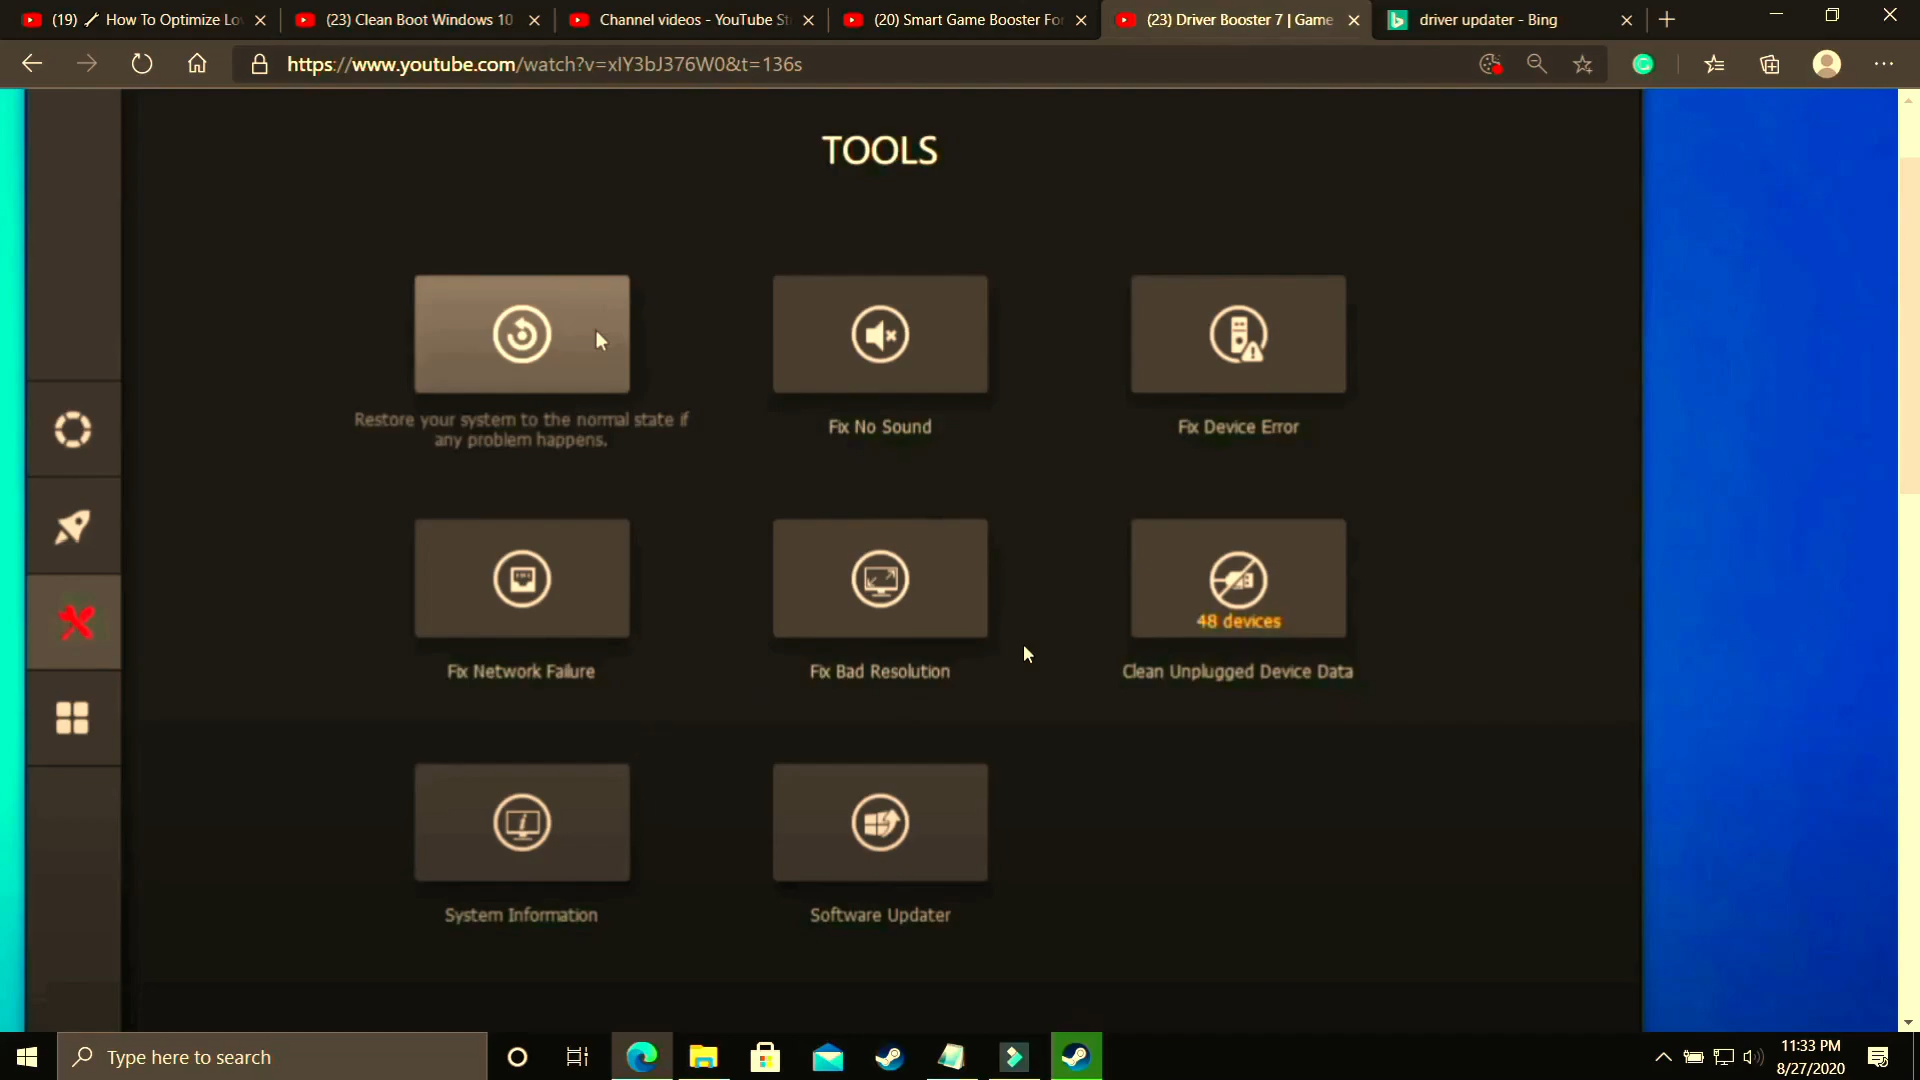 (19) How To Optimize Lo
(23) Clean Boot Windows 10
Channel videos - YouTube St
(20) Smart Game Booster Fo
(23) Driver Booster 7 | Game
driver updater - Bing
https://www.youtube.com/watch?v=xIY3bJ376W0&t=136s
TOOLS
Restore your system to the normal state if
any problem happens.
Fix No Sound
Fix Device Error
48 devices
Fix Network Failure
Fix Bad Resolution
Clean Unplugged Device Data
System Information
Software Updater
Type here to search
11:33 PM
8/27/2020